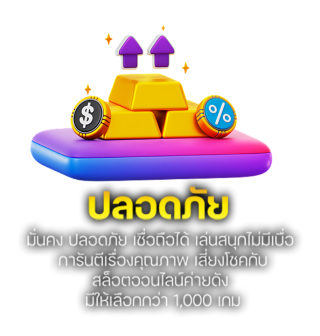 $
%
ปลอดภัย
มั่นคง ปลอดภัย เชื่อถือได้ เล่นสนุกไม่มีเบื่อ
การันตีเรื่องคุณภาพ เสี่ยงโชคกับ
สล็อตออนไลน์ค่ายดัง
มีให้เลือกกว่า 1,000 เกม